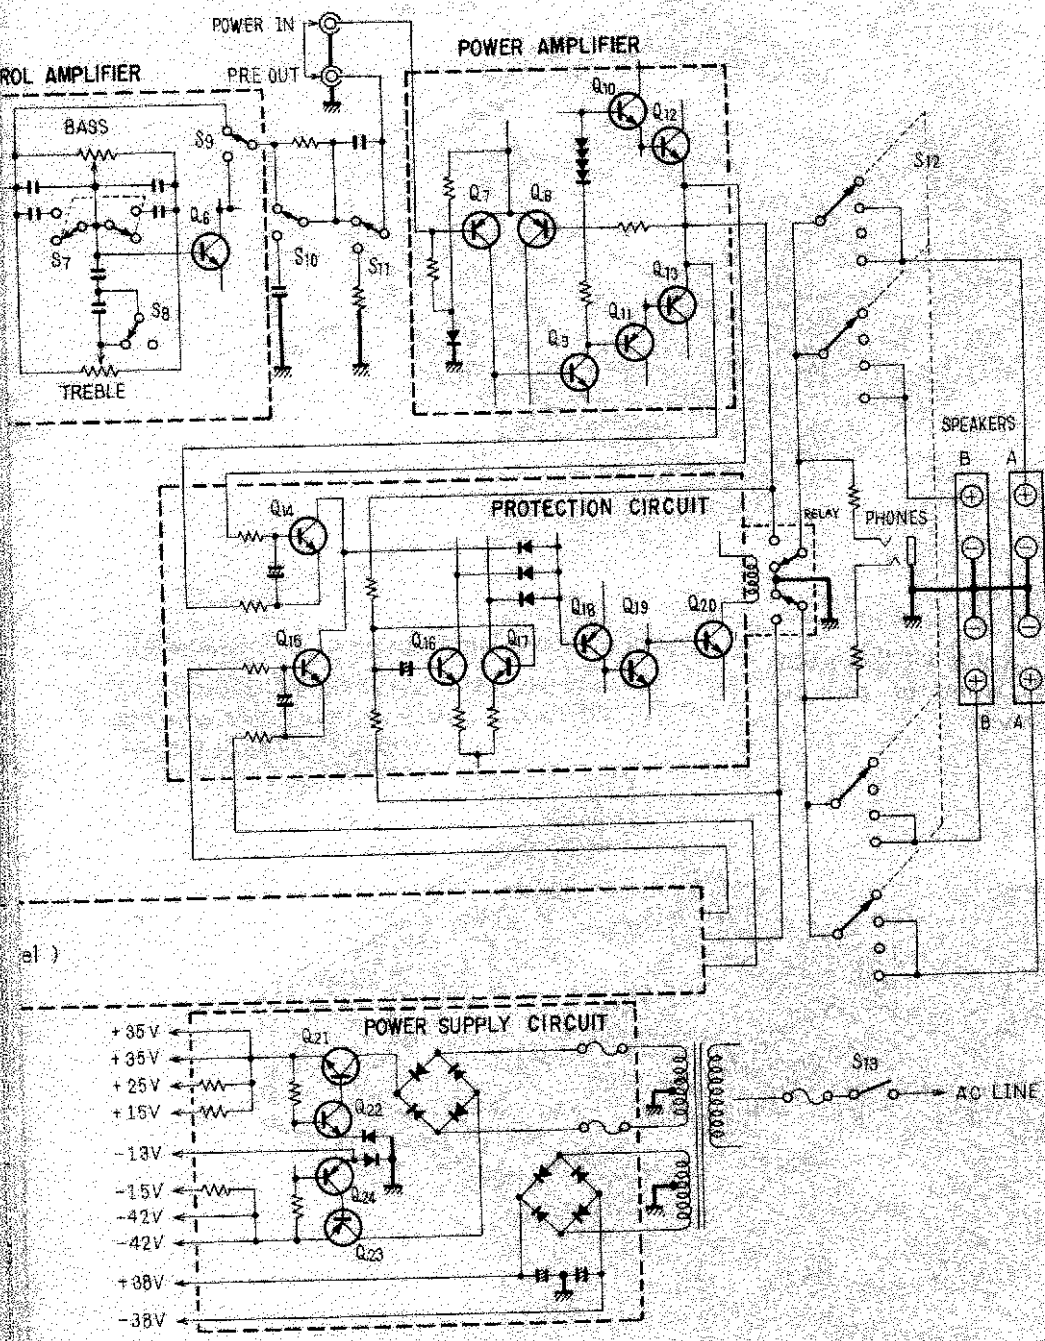 POWER IN
POWER AMPLIFIER
ROL AMPLIFIER
PRE OUT
Q10
Q12
BASS
S9
S12
Q7
Q8
Q6
S7
S10
S11
Q13
Q11
S8
Q9
TREBLE
SPEAKERS
B
A
PROTECTION CIRCUIT
RELAY
PHONES
Q14
Q18
Q19
Q20
Q15
Q16
Q17
B
A
el )
POWER SUPPLY CIRCUIT
+35V
Q21
+35V
S13
+25V
AC LINE
+15V
Q22
-13V
-15V
Q24
-42V
-42V
Q23
+38V
-38V